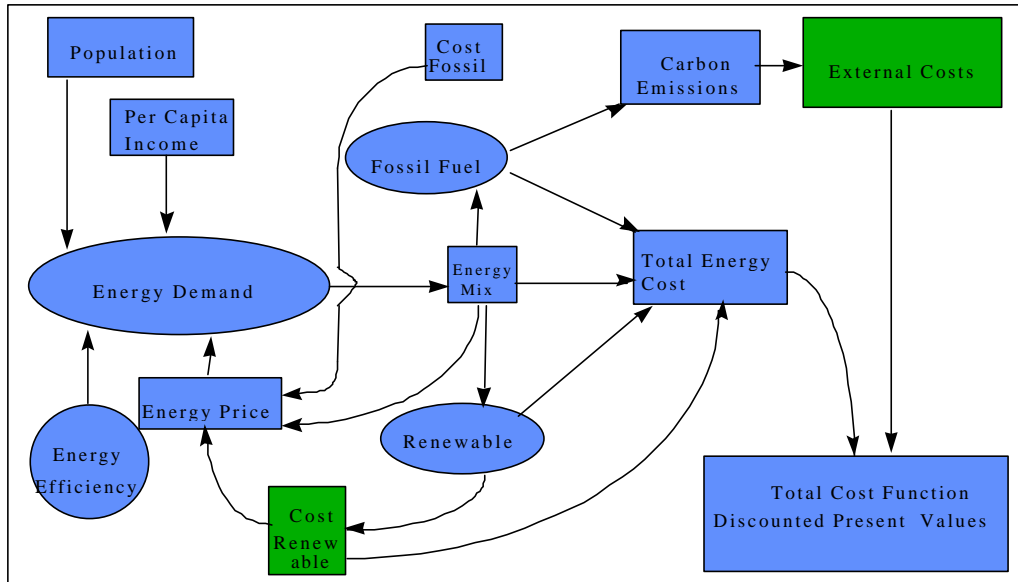 Population
Cost
Fossil
Carbon
Emissions
External Costs
Per Capita
Income
Fossil Fuel
Energy Demand
Energy
Mix
Total Energy
Cost
Energy Price
Renewable
Energy
Efficiency
Cost
Renew
able
Total Cost Function
Discounted Present Values